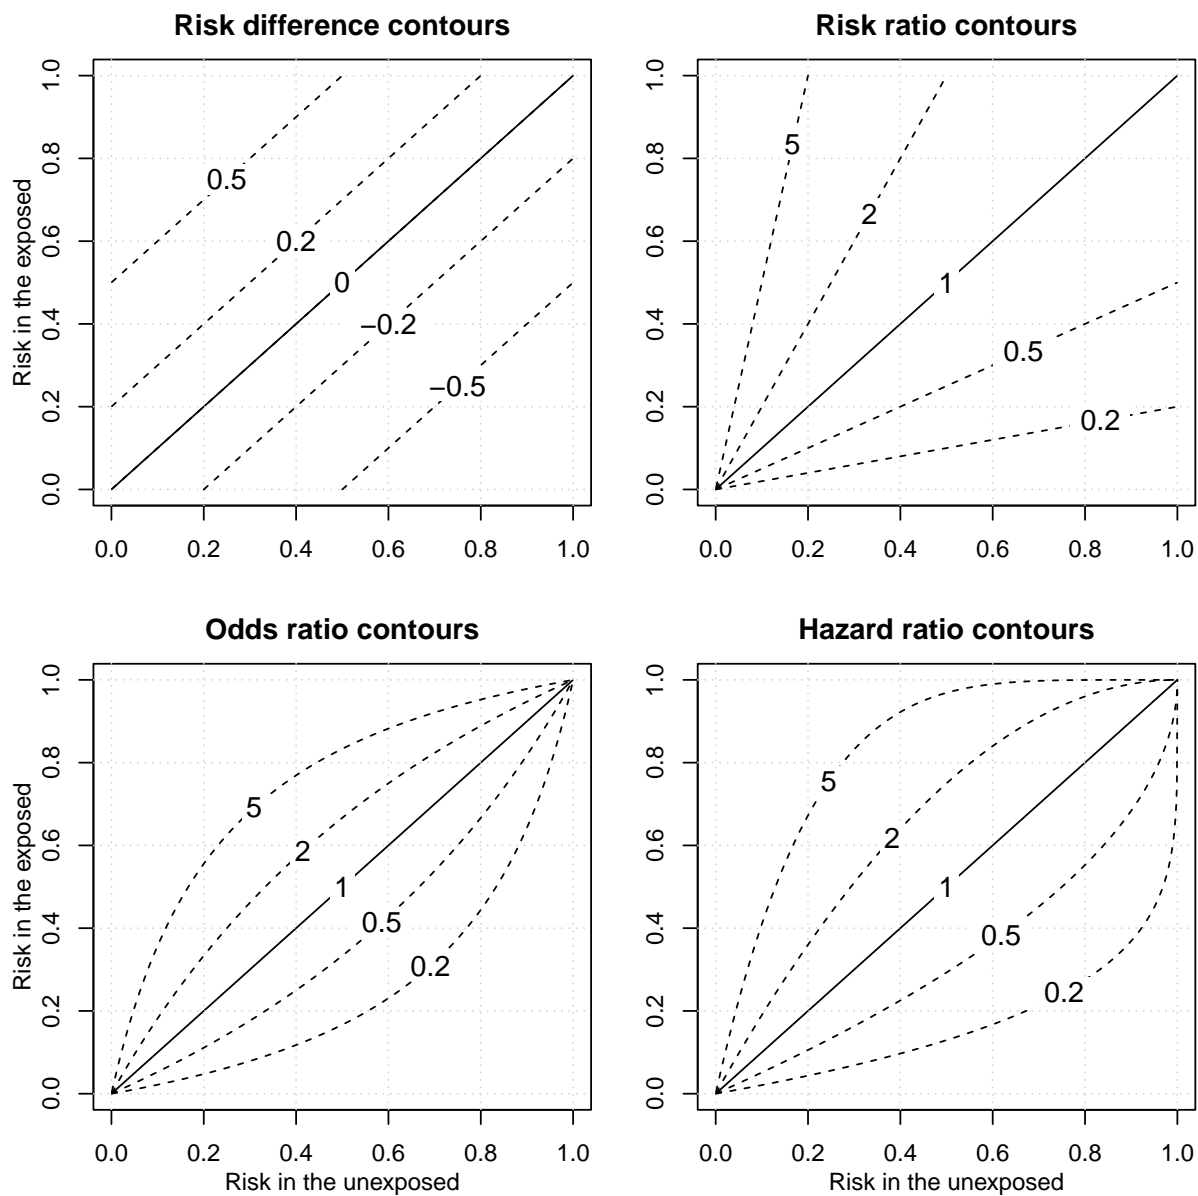 Risk difference contours
Risk in the exposed
0.0 0.2 0.4 0.6 0.8 1.0
0.5
0.2
0
−0.2
−0.5
0.0 0.2 0.4 0.6 0.8 1.0
Risk ratio contours
0.0 0.2 0.4 0.6 0.8 1.0
5
2
1
0.5
0.2
0.0 0.2 0.4 0.6 0.8 1.0
Odds ratio contours
Risk in the exposed
0.0 0.2 0.4 0.6 0.8 1.0
5
2
1
0.5
0.2
0.0 0.2 0.4 0.6 0.8 1.0
Risk in the unexposed
Hazard ratio contours
0.0 0.2 0.4 0.6 0.8 1.0
5
2
1
0.5
0.2
0.0 0.2 0.4 0.6 0.8 1.0
Risk in the unexposed